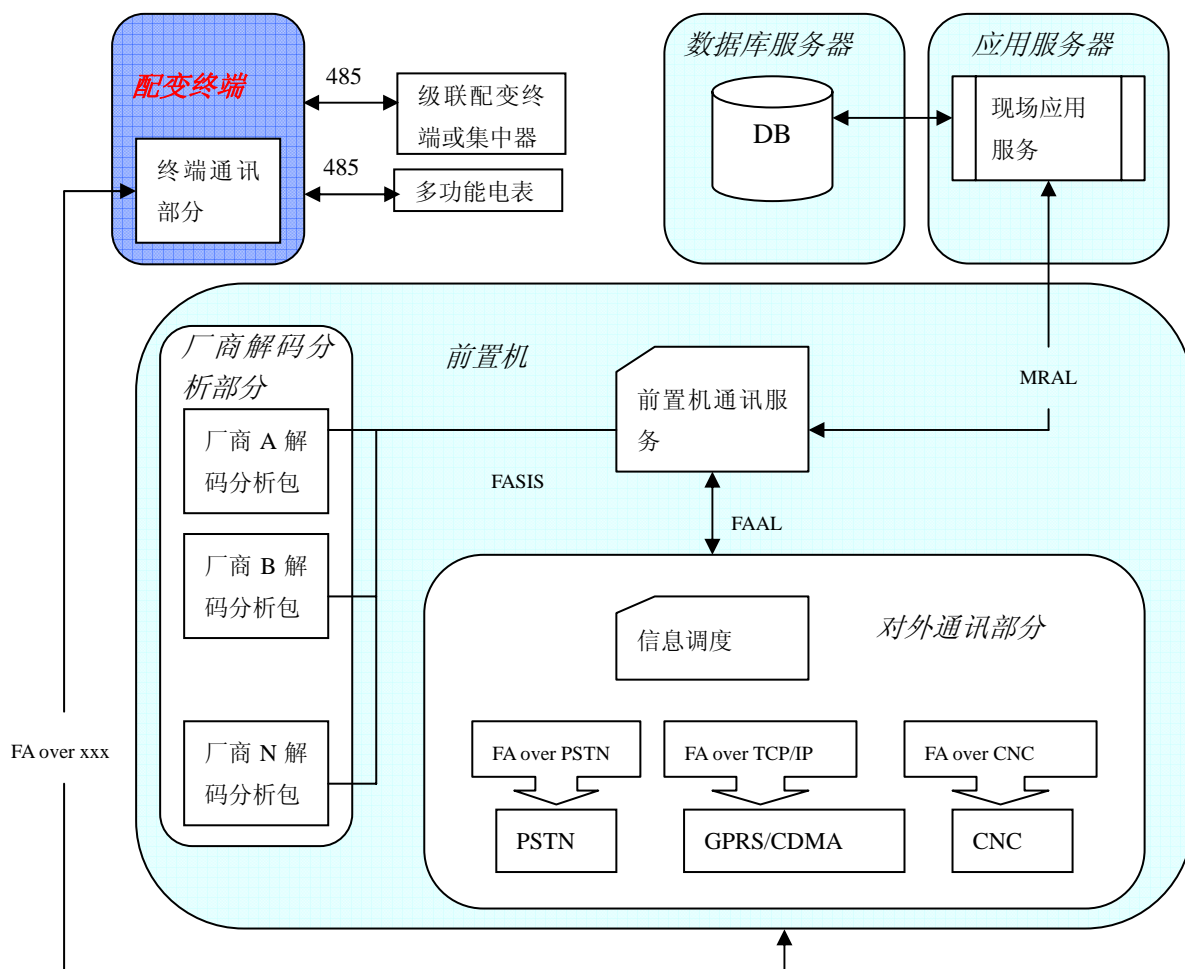 配变终端
终端通讯
部分
485
级联配变终
端或集中器
485
多功能电表
数据库服务器
DB
应用服务器
现场应用
服务
MRAL
厂商解码分
析部分
厂商 A 解
码分析包
厂商 B 解
码分析包
厂商 N 解
码分析包
前置机
前置机通讯服
务
FASIS
FAAL
信息调度
对外通讯部分
FA over PSTN
FA over TCP/IP
FA over CNC
PSTN
GPRS/CDMA
CNC
FA over xxx